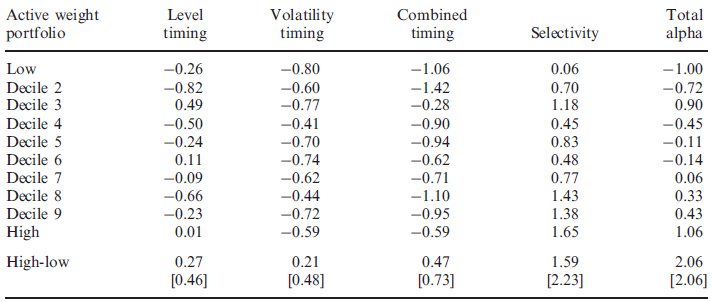 Active weight portfolio Level timing Volatility timing Combined timing Selectivity Total alpha
Low −0.26 −0.80 −1.06 0.06 −1.00
Decile 2 −0.82 −0.60 −1.42 0.70 −0.72
Decile 3 0.49 −0.77 −0.28 1.18 0.90
Decile 4 −0.50 −0.41 −0.90 0.45 −0.45
Decile 5 −0.24 −0.70 −0.94 0.83 −0.11
Decile 6 0.11 −0.74 −0.62 0.48 −0.14
Decile 7 −0.09 −0.62 −0.71 0.77 0.06
Decile 8 −0.66 −0.44 −1.10 1.43 0.33
Decile 9 −0.23 −0.72 −0.95 1.38 0.43
High 0.01 −0.59 −0.59 1.65 1.06
High-low 0.27 0.21 0.47 1.59 2.06
[0.46] [0.48] [0.73] [2.23] [2.06]